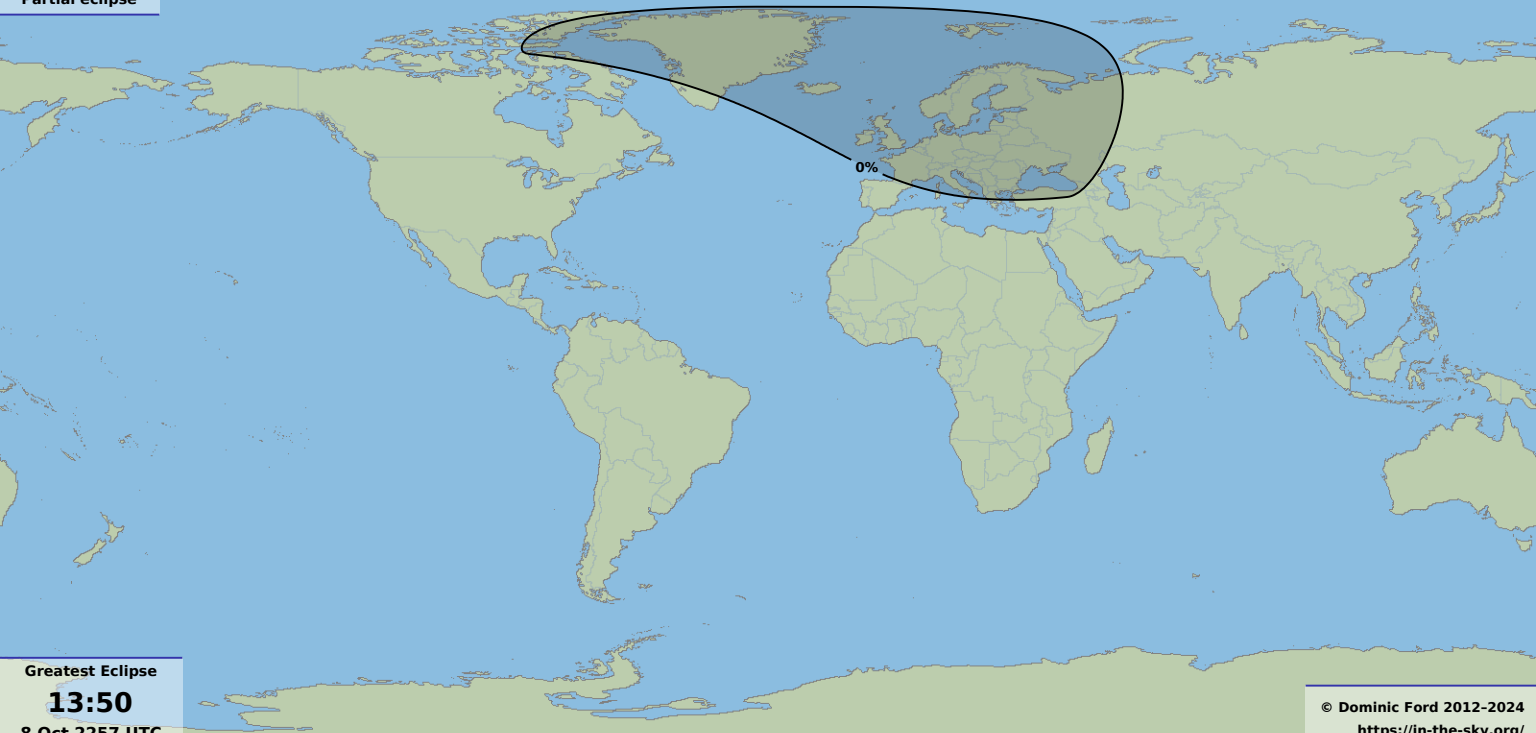 Partial eclipse
0%
Greatest Eclipse
13:50
8 Oct 2257 UTC
© Dominic Ford 2012–2024
https://in-the-sky.org/